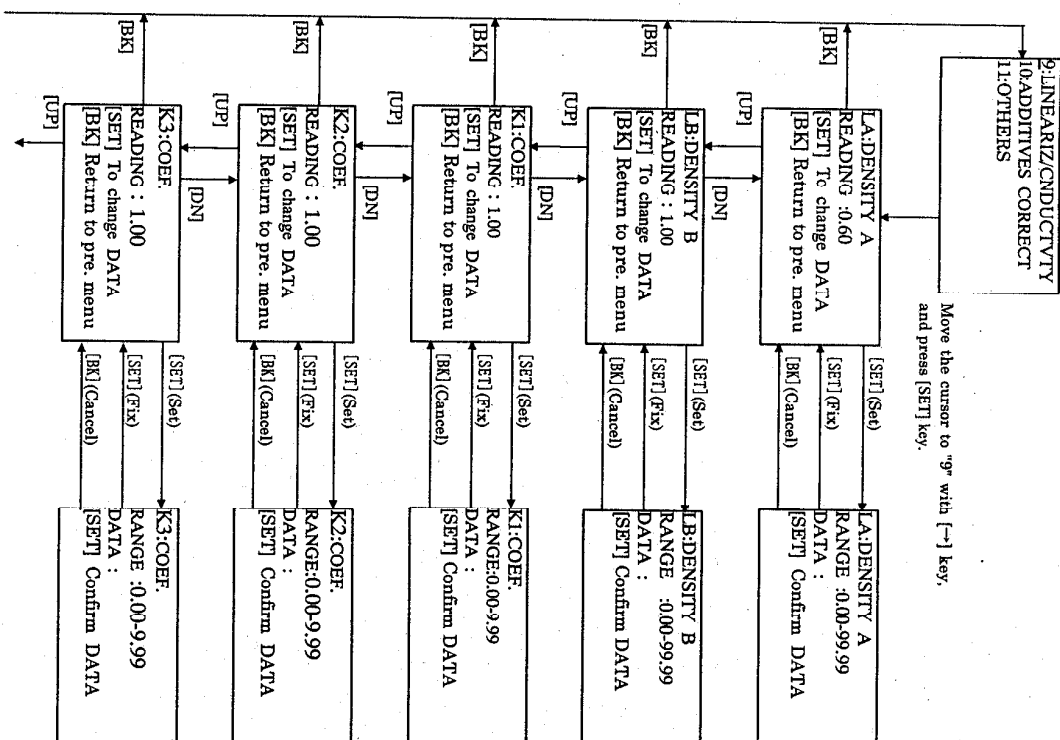 9:LINEARIZ/CNDUCTVTY
10:ADDITIVES CORRECT
11:OTHERS
Move the cursor to "9" with [→] key,
and press [SET] key.
[BK]
LA:DENSITY A
READING :0.60
[SET] To change DATA
[BK] Return to pre. menu
[SET](Set)
[SET](Fix)
[BK](Cancel)
LA:DENSITY A
RANGE :0.00-99.99
DATA :
[SET] Confirm DATA
[UP]
[DN]
[BK]
LB:DENSITY B
READING : 1.00
[SET] To change DATA
[BK] Return to pre. menu
[SET](Set)
[SET](Fix)
[BK](Cancel)
LB:DENSITY B
RANGE :0.00-99.99
DATA :
[SET] Confirm DATA
[UP]
[DN]
[BK]
K1:COEF.
READING : 1.00
[SET] To change DATA
[BK] Return to pre. menu
[SET](Set)
[SET](Fix)
[BK](Cancel)
K1:COEF.
RANGE:0.00-9.99
DATA :
[SET] Confirm DATA
[UP]
[DN]
[BK]
K2:COEF.
READING : 1.00
[SET] To change DATA
[BK] Return to pre. menu
[SET](Set)
[SET](Fix)
[BK](Cancel)
K2:COEF.
RANGE:0.00-9.99
DATA :
[SET] Confirm DATA
[UP]
[DN]
[BK]
K3:COEF.
READING : 1.00
[SET] To change DATA
[BK] Return to pre. menu
[SET](Set)
[SET](Fix)
[BK](Cancel)
K3:COEF.
RANGE :0.00-9.99
DATA :
[SET] Confirm DATA
[UP]